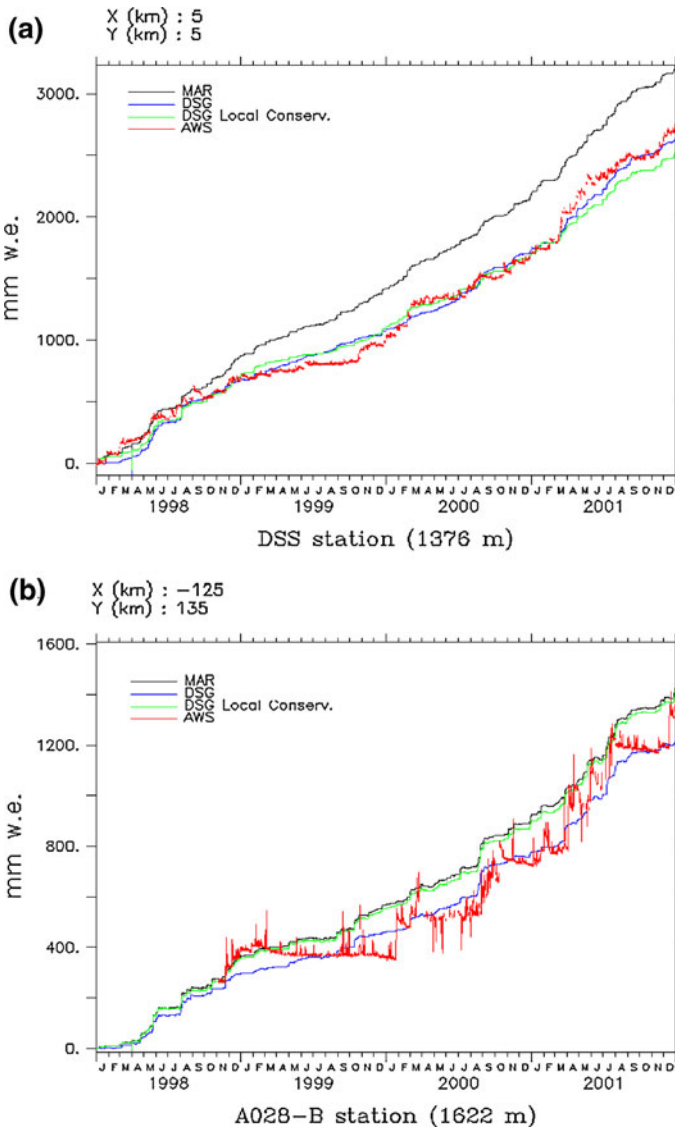 (a)
X (km) : 5
Y (km) : 5
MAR
DSG
DSG Local Conserv.
AWS
mm w.e.
3000.
2000.
1000.
0.
J F M A M J J A S O N D J F M A M J J A S O N D J F M A M J J A S O N D J F M A M J J A S O N D
1998 1999 2000 2001
DSS station (1376 m)
(b)
X (km) : -125
Y (km) : 135
MAR
DSG
DSG Local Conserv.
AWS
mm w.e.
1600.
1200.
800.
400.
0.
J F M A M J J A S O N D J F M A M J J A S O N D J F M A M J J A S O N D J F M A M J J A S O N D
1998 1999 2000 2001
A028-B station (1622 m)